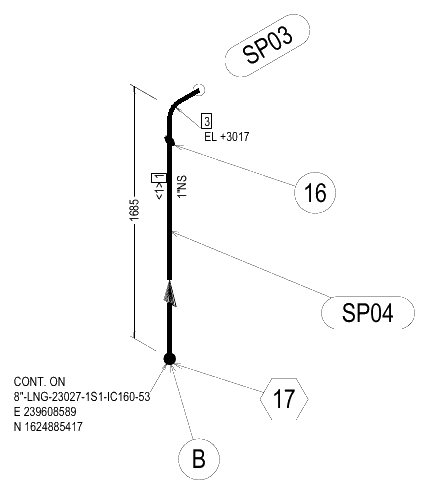 SP03
3
EL +3017
16
<1> 1
1"NS
1685
SP04
CONT. ON
8"-LNG-23027-1S1-IC160-53
E 239608589
N 1624885417
17
B